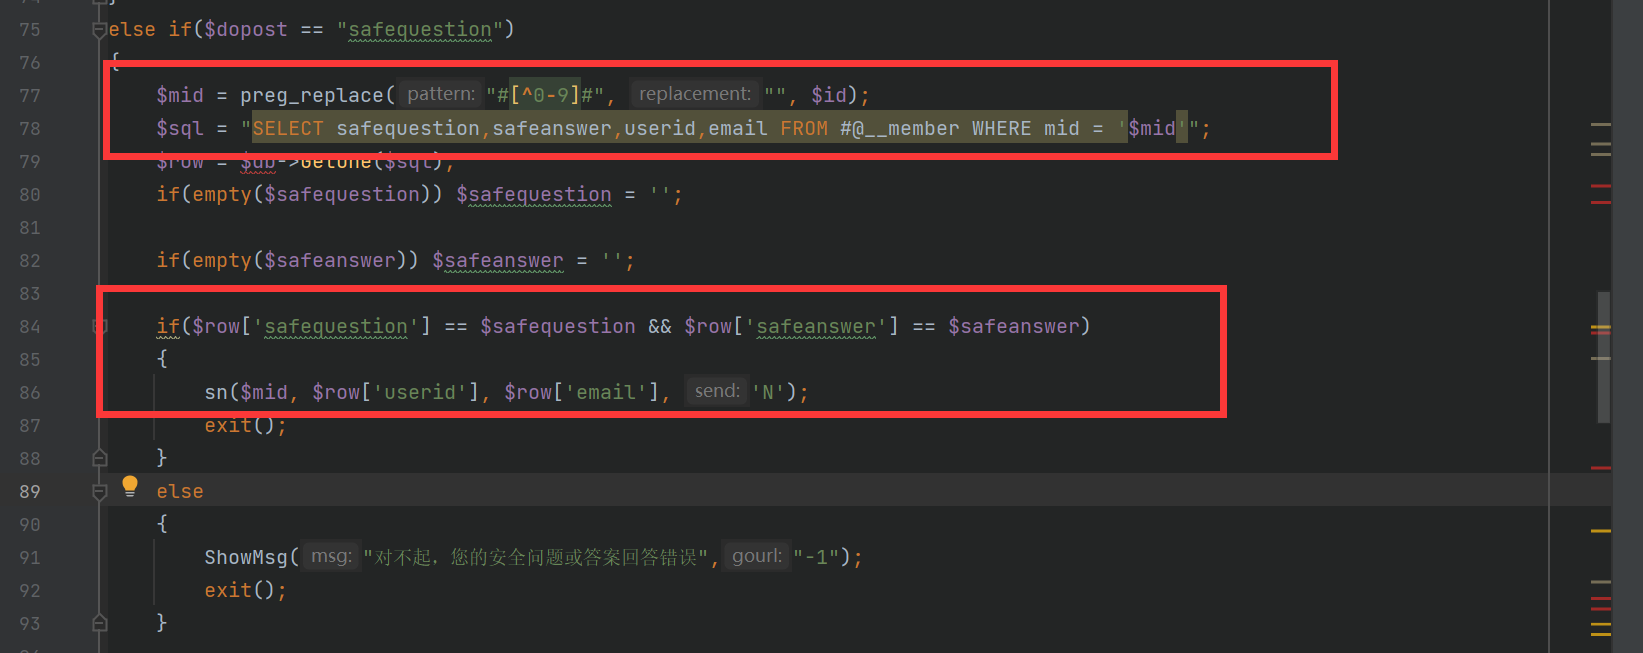 75 else if($dopost == "safequestion")
76 {
77 $mid = preg_replace( pattern: "#[^0-9]#", replacement: "", $id);
78 $sql = "SELECT safequestion,safeanswer,userid,email FROM #@__member WHERE mid = '$mid'";
79 $row = $db->GetOne($sql);
80 if(empty($safequestion)) $safequestion = '';
81
82 if(empty($safeanswer)) $safeanswer = '';
83
84 if($row['safequestion'] == $safequestion && $row['safeanswer'] == $safeanswer)
85 {
86 sn($mid, $row['userid'], $row['email'], send: 'N');
87 exit();
88 }
89 else
90 {
91 ShowMsg( msg: "对不起，您的安全问题或答案回答错误", gourl: "-1");
92 exit();
93 }